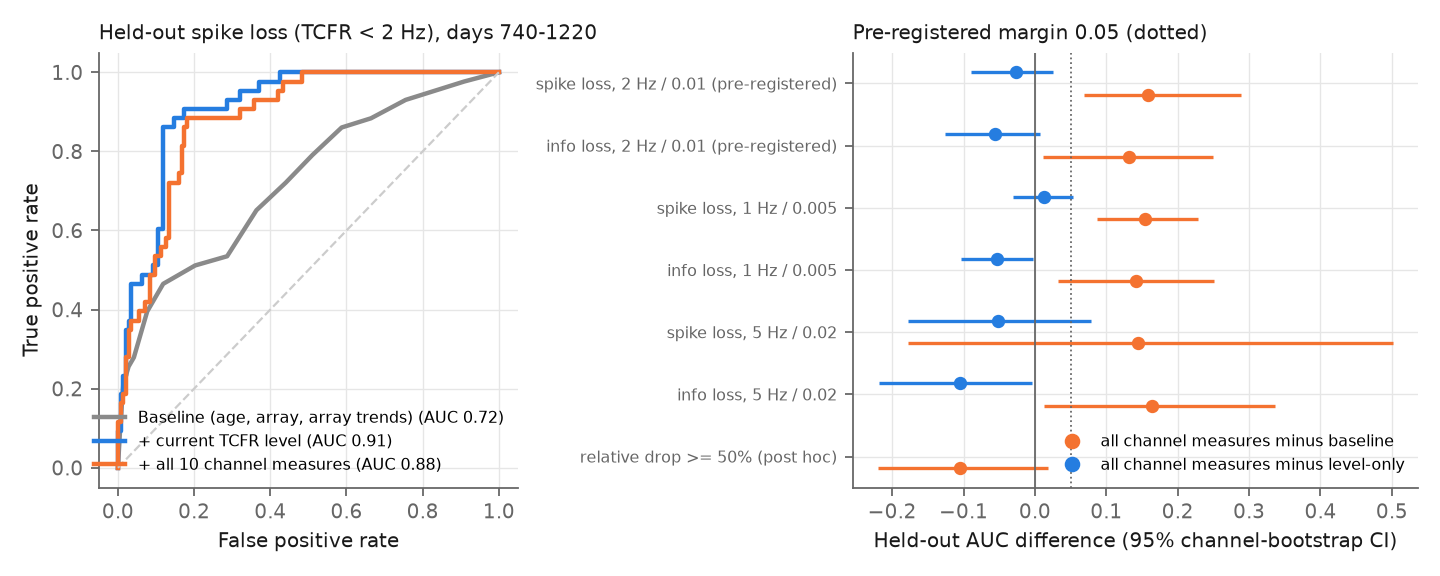 Held-out spike loss (TCFR < 2 Hz), days 740-1220
True positive rate
1.0
0.8
0.6
0.4
0.2
0.0
Baseline (age, array, array trends) (AUC 0.72)
+ current TCFR level (AUC 0.91)
+ all 10 channel measures (AUC 0.88)
0.0 0.2 0.4 0.6 0.8 1.0
False positive rate
Pre-registered margin 0.05 (dotted)
spike loss, 2 Hz / 0.01 (pre-registered)
info loss, 2 Hz / 0.01 (pre-registered)
spike loss, 1 Hz / 0.005
info loss, 1 Hz / 0.005
spike loss, 5 Hz / 0.02
info loss, 5 Hz / 0.02
relative drop >= 50% (post hoc)
all channel measures minus baseline
all channel measures minus level-only
−0.2 −0.1 0.0 0.1 0.2 0.3 0.4 0.5
Held-out AUC difference (95% channel-bootstrap CI)